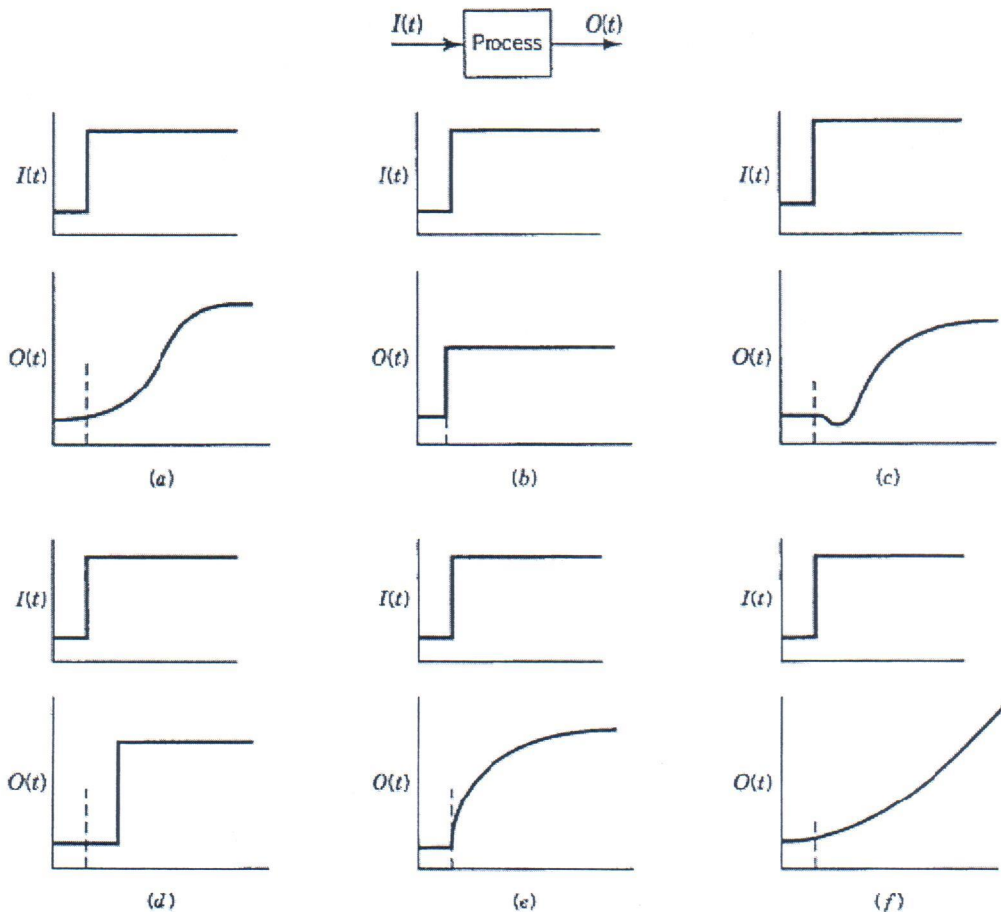 I(t) Process O(t)
I(t) I(t) I(t)
O(t) O(t) O(t)
(a) (b) (c)
I(t) I(t) I(t)
O(t) O(t) O(t)
(d) (e) (f)